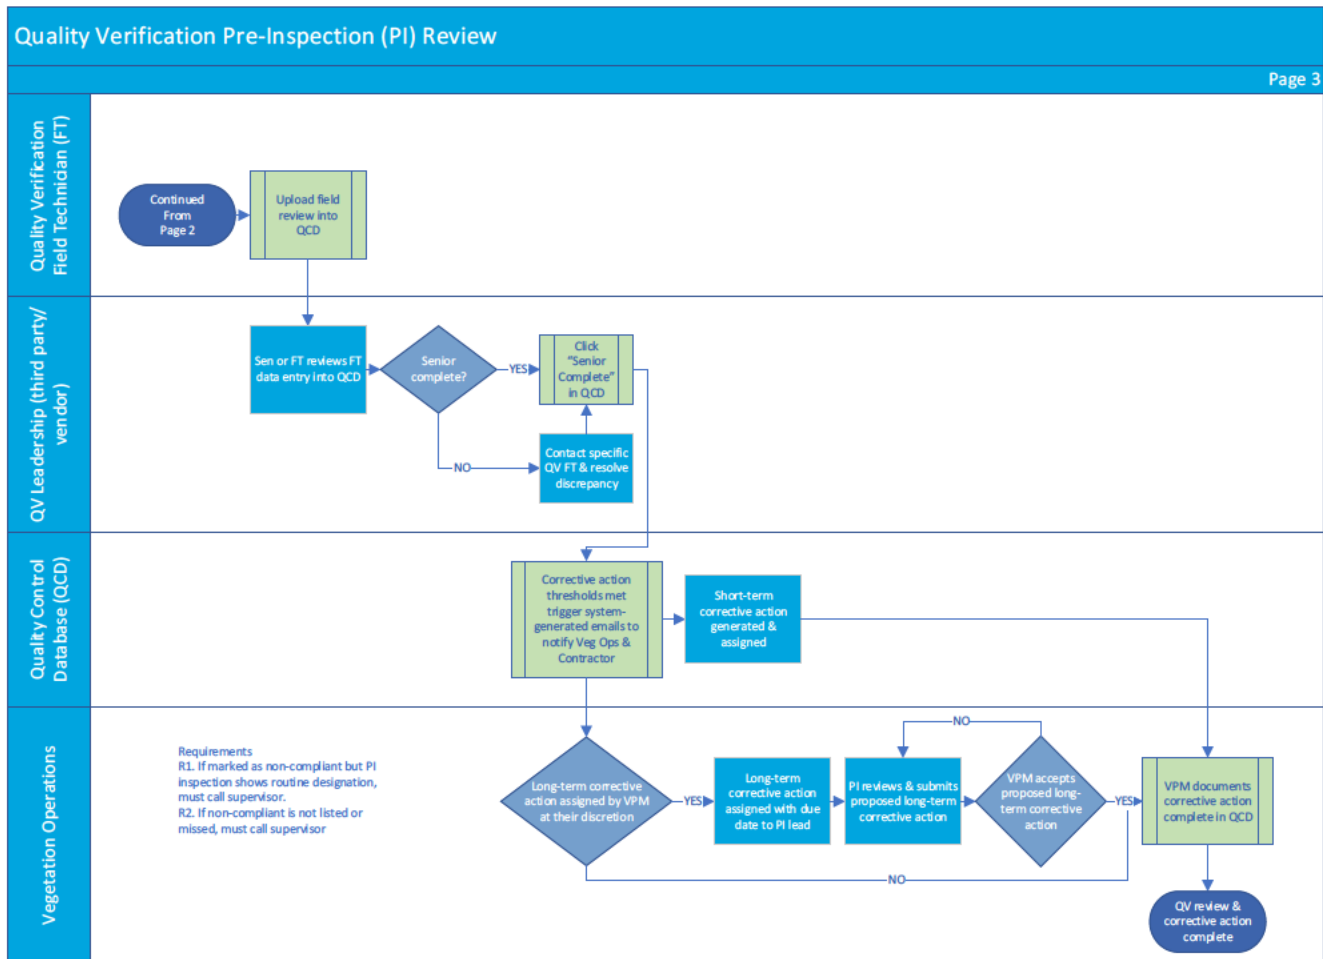 Quality Verification Pre-Inspection (PI) Review
Page 3
Quality Verification
Field Technician (FT)
Continued
From
Page 2
Upload field
review into
QCD
QV Leadership (third party/
vendor)
Sen or FT reviews FT
data entry into QCD
Senior
complete?
YES
Click
"Senior
Complete"
in QCD
NO
Contact specific
QV FT & resolve
discrepancy
Quality Control
Database (QCD)
Corrective action
thresholds met
trigger system-
generated emails to
notify Veg Ops &
Contractor
Short-term
corrective action
generated &
assigned
Vegetation Operations
Requirements
R1. If marked as non-compliant but PI
inspection shows routine designation,
must call supervisor.
R2. If non-compliant is not listed or
missed, must call supervisor
Long-term corrective
action assigned by VPM
at their discretion
YES
Long-term
corrective action
assigned with due
date to PI lead
PI reviews & submits
proposed long-term
corrective action
NO
VPM accepts
proposed long-
term corrective
action
YES
VPM documents
corrective action
complete in QCD
NO
QV review &
corrective action
complete